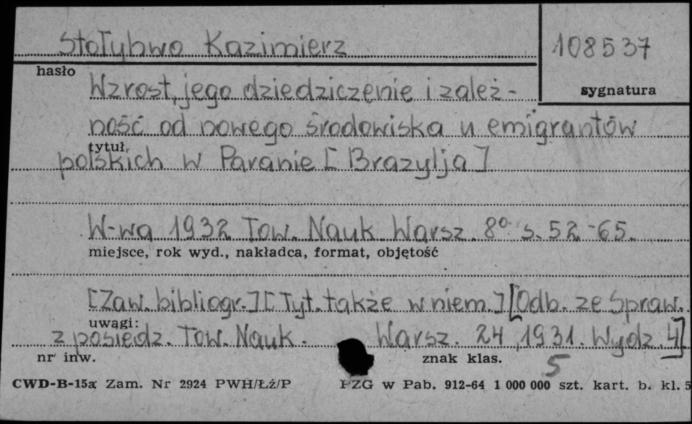 Stołyhwo Kazimierz
108537
hasło
sygnatura
Wzrost, jego dziedziczenie i zależ-
ność od nowego środowiska u emigrantów
tytuł
polskich w Paranie [Brazylja]
W-wa 1932 Tow. Nauk Warsz. 8° s. 52-65.
miejsce, rok wyd., nakładca, format, objętość
[Zaw. bibliogr.] [Tyt. także w niem.] [Odb. ze Spraw.
uwagi:
z posiedz. Tow. Nauk. Warsz. 24, 1931. Wydz. 4]
nr inw.
znak klas.
5
CWD-B-15a Zam. Nr 2924 PWH/Łź/P PZG w Pab. 912-64 1 000 000 szt. kart. b. kl. 5